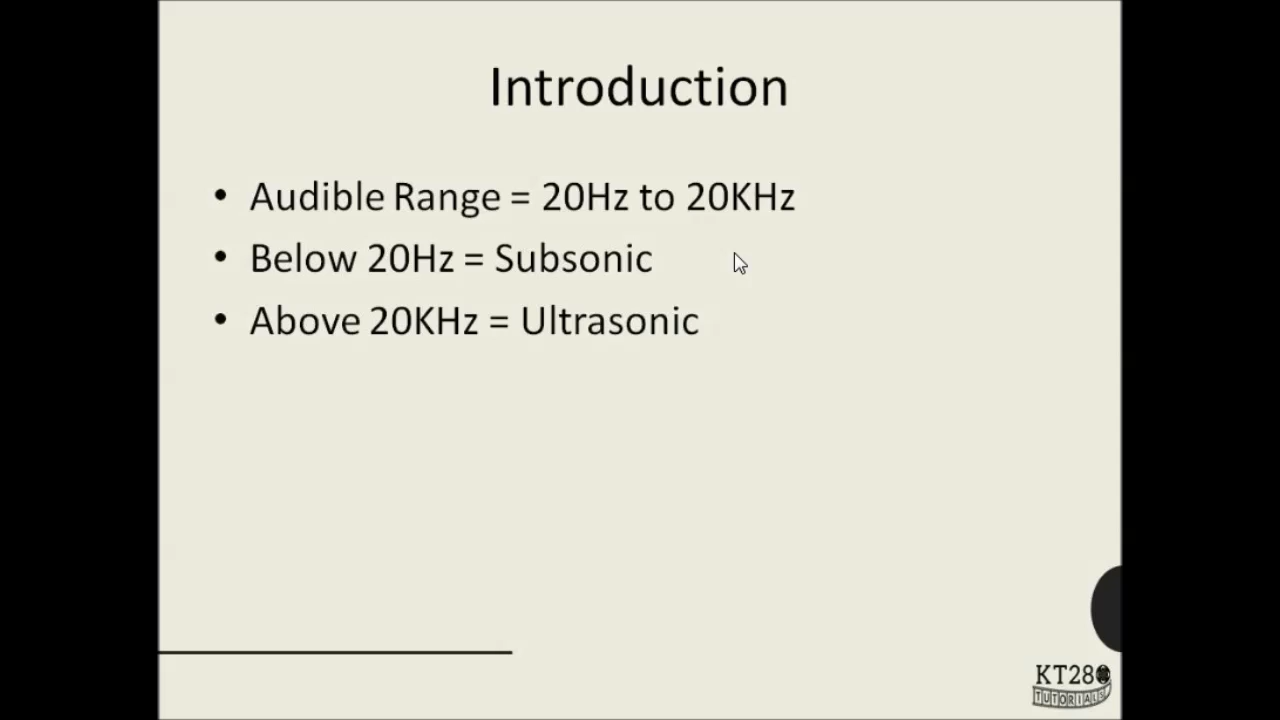 Introduction
• Audible Range = 20Hz to 20KHz
• Below 20Hz = Subsonic
• Above 20KHz = Ultrasonic
KT280
TUTORIALS